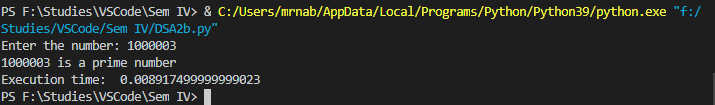 PS F:\Studies\VSCode\Sem IV> & C:/Users/mrnab/AppData/Local/Programs/Python/Python39/python.exe "f:/
Studies/VSCode/Sem IV/DSA2b.py"
Enter the number: 1000003
1000003 is a prime number
Execution time:  0.008917499999999023
PS F:\Studies\VSCode\Sem IV>